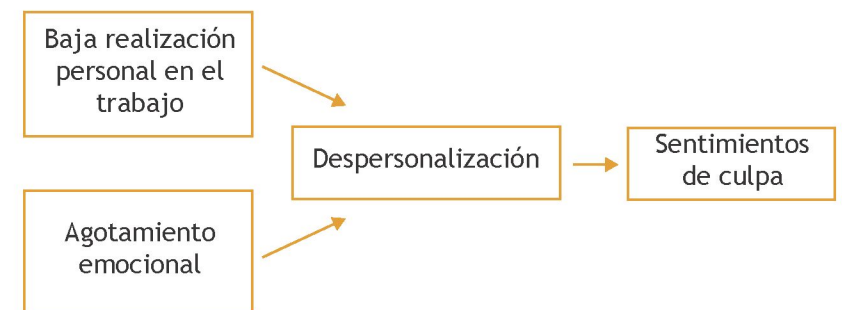 Baja realización
personal en el
trabajo
Despersonalización
Sentimientos
de culpa
Agotamiento
emocional